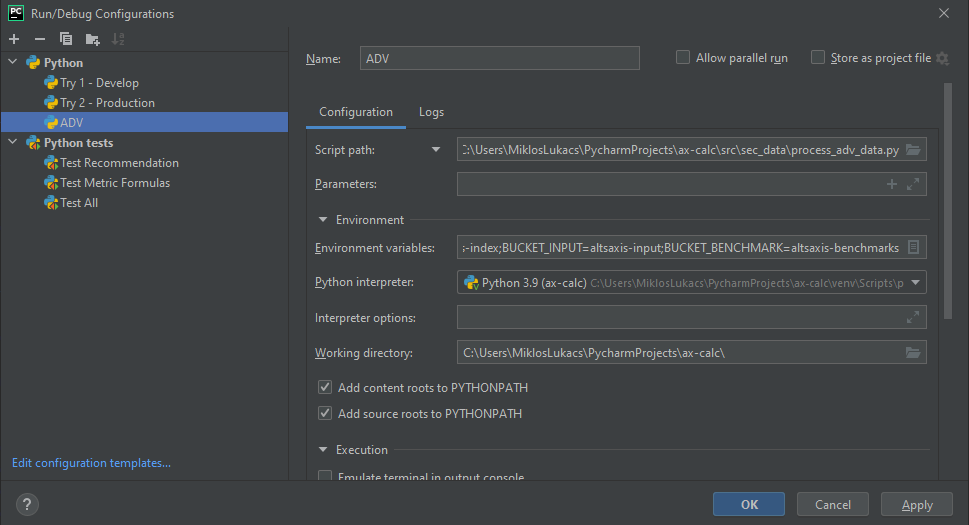 PC Run/Debug Configurations
Python
Try 1 - Develop
Try 2 - Production
ADV
Python tests
Test Recommendation
Test Metric Formulas
Test All
Edit configuration templates...
Name: ADV
Allow parallel run
Store as project file
Configuration Logs
Script path: C:\Users\MiklosLukacs\PycharmProjects\ax-calc\src\sec_data\process_adv_data.py
Parameters:
Environment
Environment variables: s-index;BUCKET_INPUT=altsaxis-input;BUCKET_BENCHMARK=altsaxis-benchmarks
Python interpreter: Python 3.9 (ax-calc) C:\Users\MiklosLukacs\PycharmProjects\ax-calc\venv\Scripts\p
Interpreter options:
Working directory: C:\Users\MiklosLukacs\PycharmProjects\ax-calc\
Add content roots to PYTHONPATH
Add source roots to PYTHONPATH
Execution
Emulate terminal in output console
? OK Cancel Apply